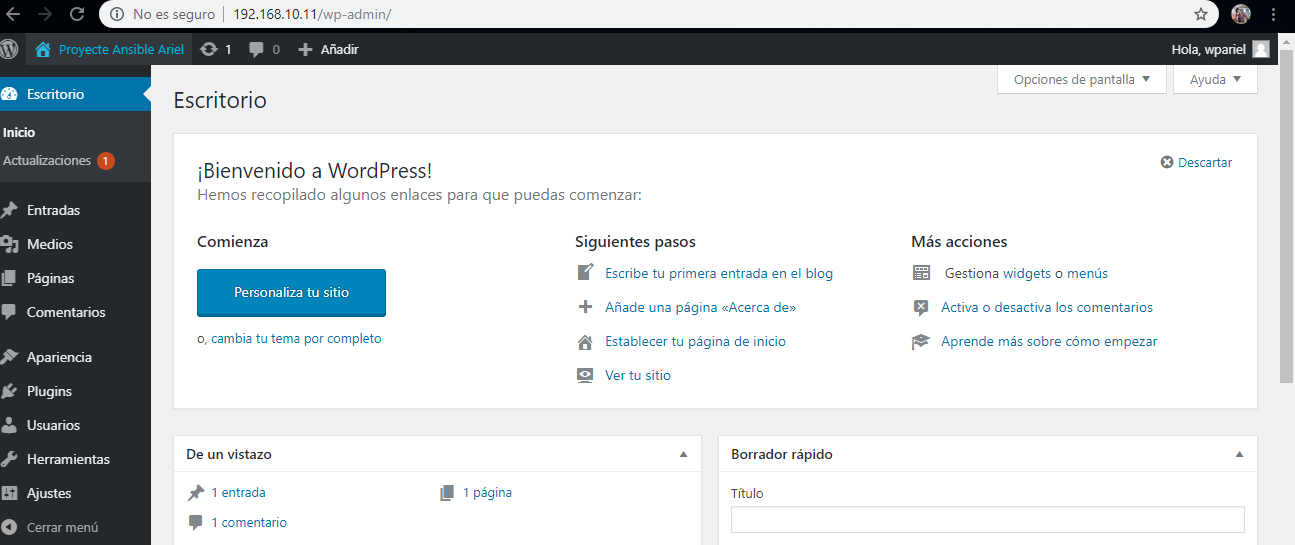 No es seguro 192.168.10.11/wp-admin/
Proyecte Ansible Ariel 1 0 Añadir Hola, wpariel
Escritorio
Inicio
Actualizaciones 1
Entradas
Medios
Páginas
Comentarios
Apariencia
Plugins
Usuarios
Herramientas
Ajustes
Cerrar menú
Opciones de pantalla Ayuda
Escritorio
¡Bienvenido a WordPress!
Descartar
Hemos recopilado algunos enlaces para que puedas comenzar:
Comienza
Personaliza tu sitio
o, cambia tu tema por completo
Siguientes pasos
Escribe tu primera entrada en el blog
Añade una página «Acerca de»
Establecer tu página de inicio
Ver tu sitio
Más acciones
Gestiona widgets o menús
Activa o desactiva los comentarios
Aprende más sobre cómo empezar
De un vistazo
1 entrada 1 página
1 comentario
Borrador rápido
Título